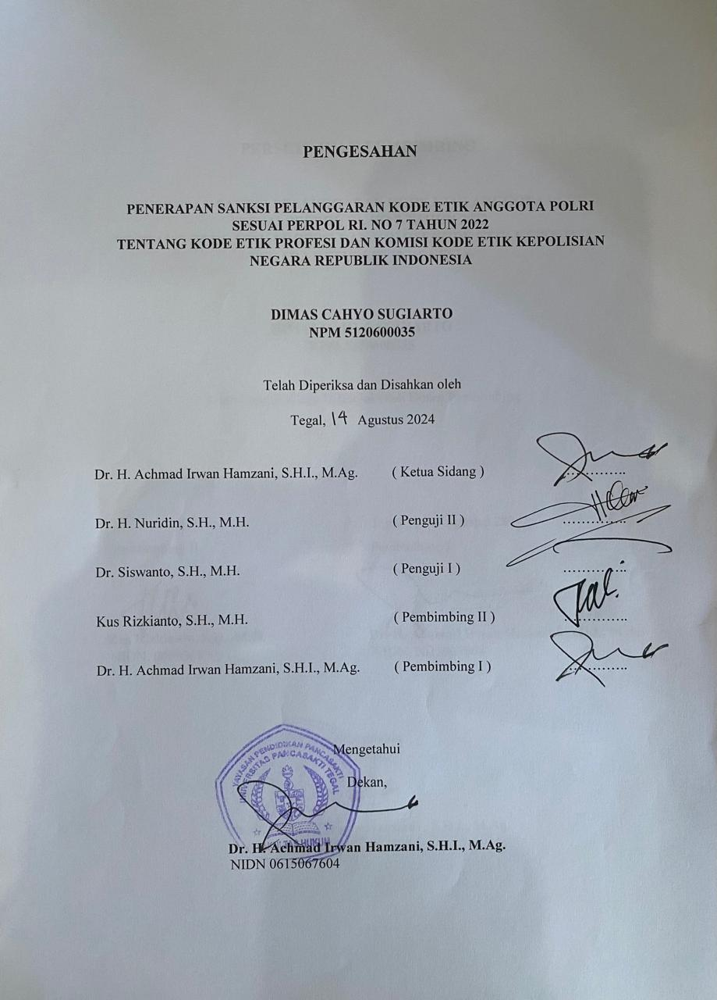 PENGESAHAN
PENERAPAN SANKSI PELANGGARAN KODE ETIK ANGGOTA POLRI
SESUAI PERPOL RI. NO 7 TAHUN 2022
TENTANG KODE ETIK PROFESI DAN KOMISI KODE ETIK KEPOLISIAN
NEGARA REPUBLIK INDONESIA
DIMAS CAHYO SUGIARTO
NPM 5120600035
Telah Diperiksa dan Disahkan oleh
Tegal, 14 Agustus 2024
Dr. H. Achmad Irwan Hamzani, S.H.I., M.Ag. ( Ketua Sidang ) ..........
Dr. H. Nuridin, S.H., M.H. ( Penguji II ) ..........
Dr. Siswanto, S.H., M.H. ( Penguji I ) ..........
Kus Rizkianto, S.H., M.H. ( Pembimbing II ) ..........
Dr. H. Achmad Irwan Hamzani, S.H.I., M.Ag. ( Pembimbing I ) ..........
Mengetahui
Dekan,
YAYASAN PENDIDIKAN PANCASAKTI
UNIVERSITAS PANCASAKTI TEGAL
Dr. H. Achmad Irwan Hamzani, S.H.I., M.Ag.
NIDN 0615067604